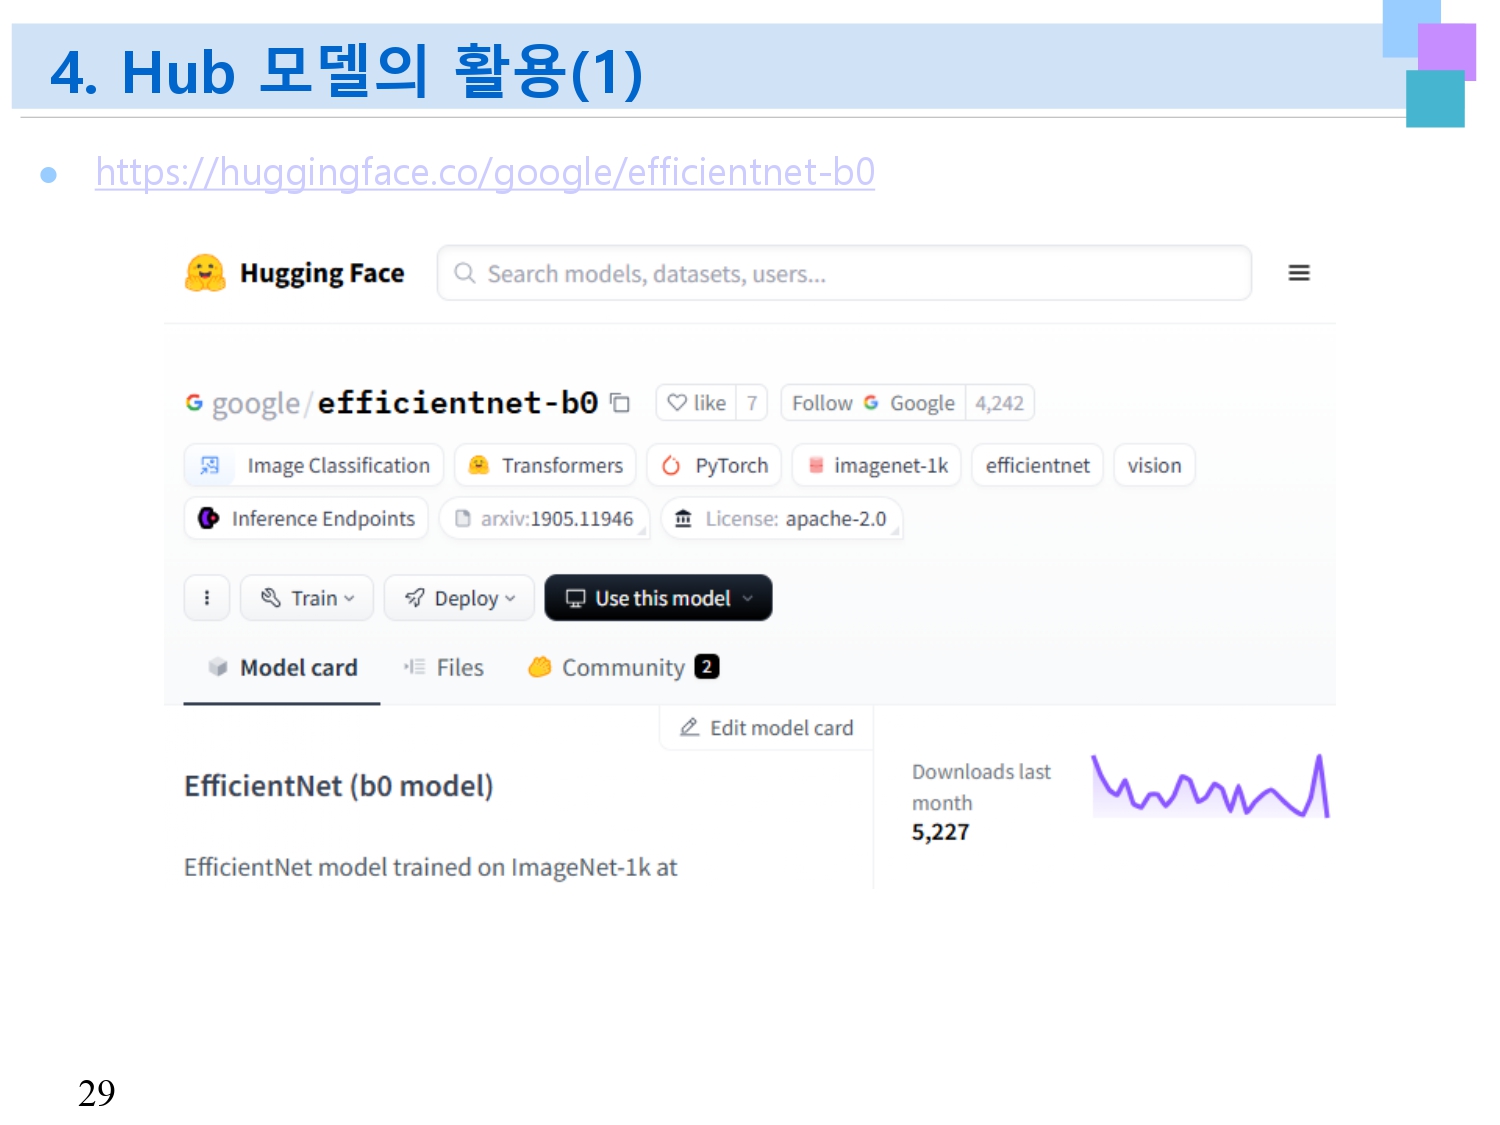 4. Hub 모델의 활용(1)
https://huggingface.co/google/efficientnet-b0
Hugging Face
Search models, datasets, users...
google/efficientnet-b0
like 7
Follow Google 4,242
Image Classification
Transformers
PyTorch
imagenet-1k
efficientnet
vision
Inference Endpoints
arxiv:1905.11946
License: apache-2.0
Train
Deploy
Use this model
Model card
Files
Community 2
Edit model card
EfficientNet (b0 model)
EfficientNet model trained on ImageNet-1k at
Downloads last
month
5,227
29